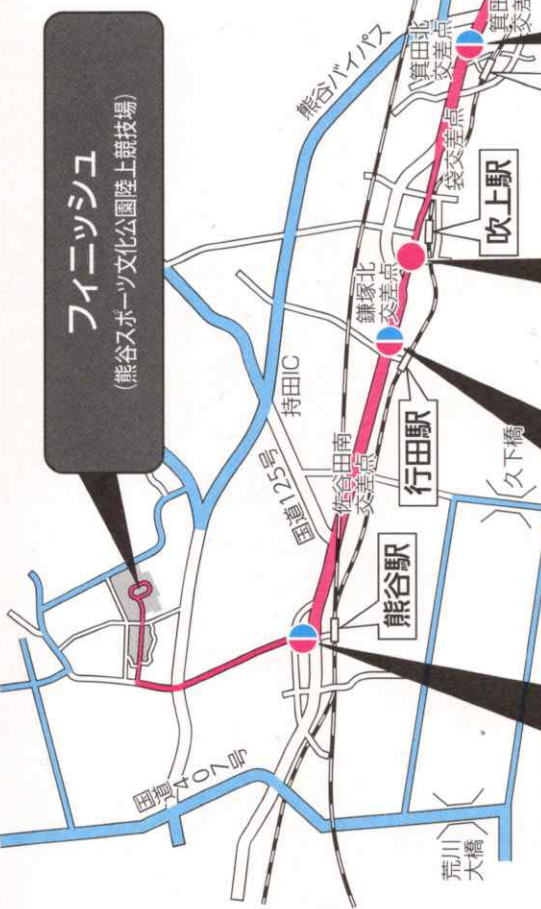 フィニッシュ
(熊谷スポーツ文化公園陸上競技場)
熊谷バイパス
箕田北
交差点
袋交差点
吹上駅
鎌塚北
交差点
行田駅
持田IC
国道125号
佐谷田南
交差点
久下橋
熊谷駅
国道407号
荒川
大橋
箕田
交差